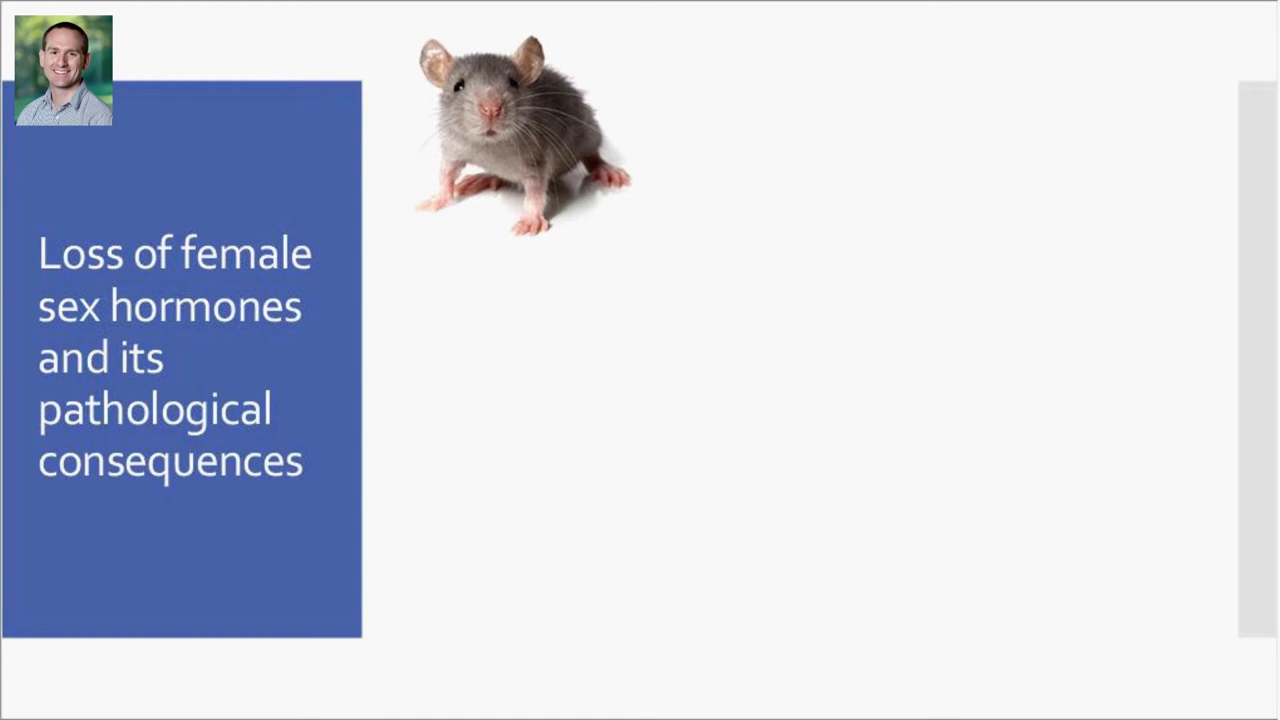 Loss of female
sex hormones
and its
pathological
consequences